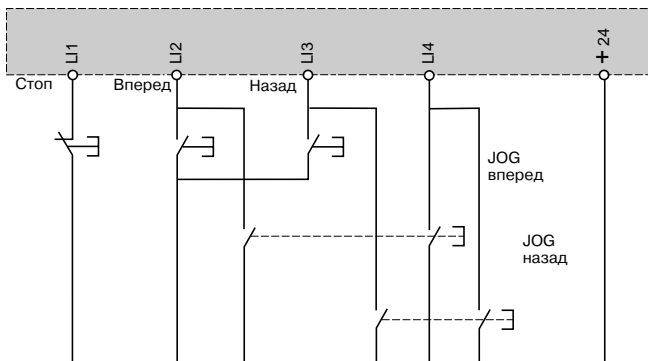 LI1
LI2
LI3
LI4
+ 24
Стоп
Вперед
Назад
JOG
вперед
JOG
назад